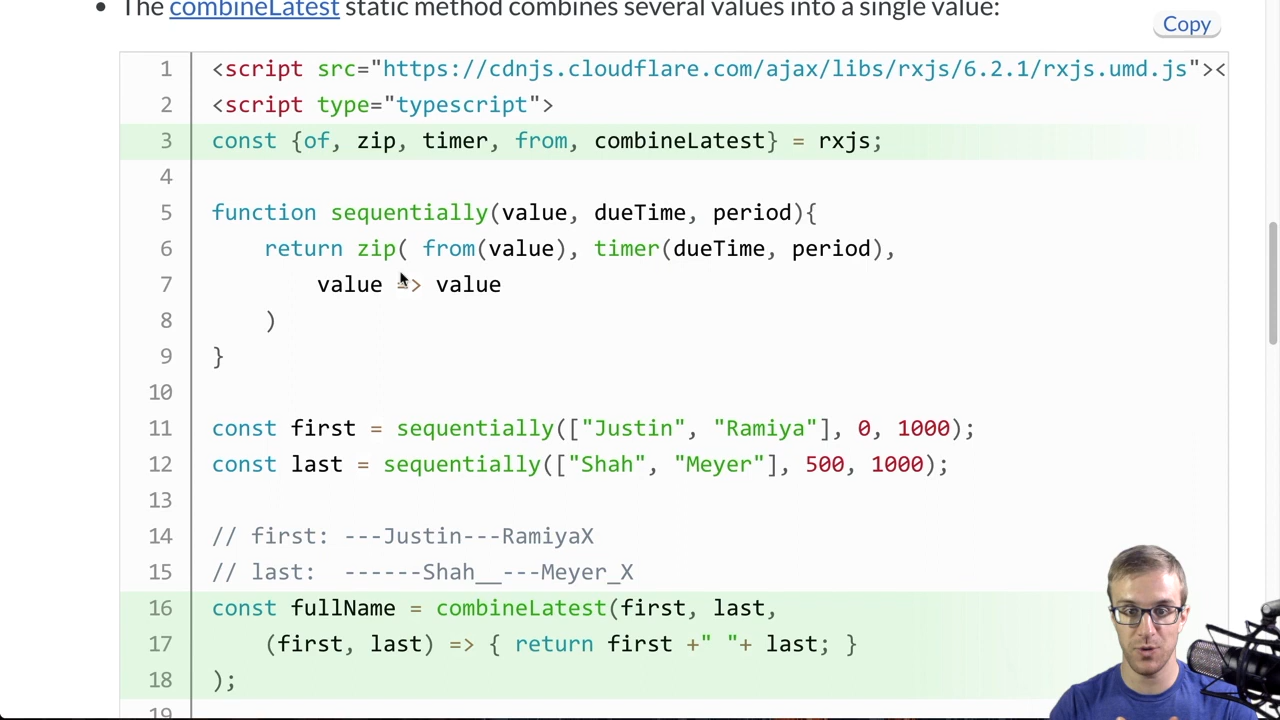 • The combineLatest static method combines several values into a single value:
Copy
1 <script src="https://cdnjs.cloudflare.com/ajax/libs/rxjs/6.2.1/rxjs.umd.js"><
2 <script type="typescript">
3 const {of, zip, timer, from, combineLatest} = rxjs;
4
5 function sequentially(value, dueTime, period){
6 return zip( from(value), timer(dueTime, period),
7 value => value
8 )
9 }
10
11 const first = sequentially(["Justin", "Ramiya"], 0, 1000);
12 const last = sequentially(["Shah", "Meyer"], 500, 1000);
13
14 // first: ---Justin---RamiyaX
15 // last: ------Shah__---Meyer_X
16 const fullName = combineLatest(first, last,
17 (first, last) => { return first +" "+ last; }
18 );
19